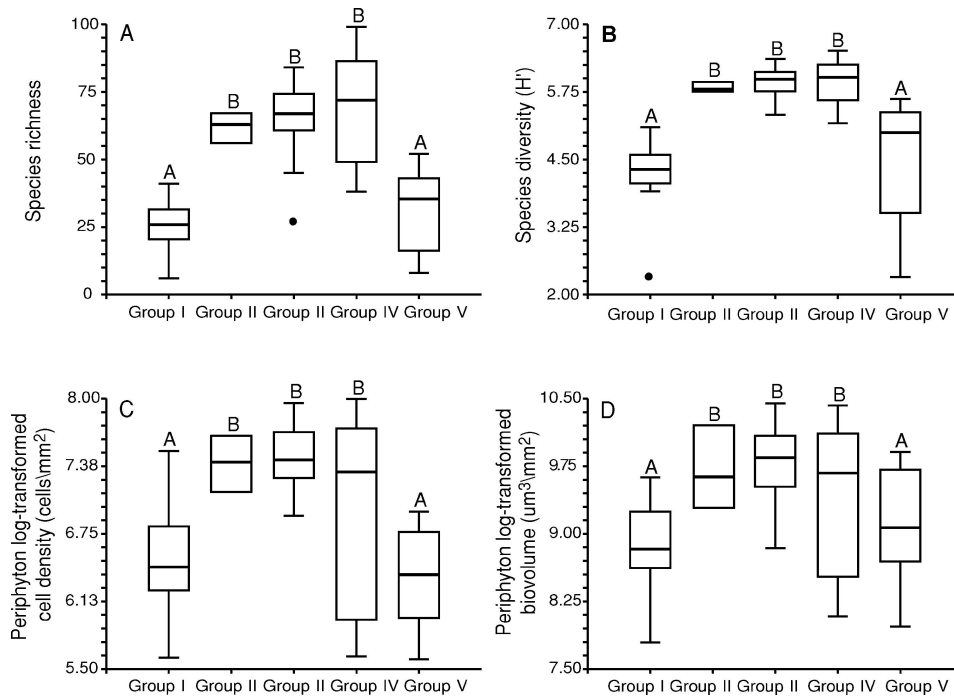 A
Species richness
100
75
50
25
0
A
B
B
B
A
Group I Group II Group II Group IV Group V
B
Species diversity (H')
7.00
5.75
4.50
3.25
2.00
A
B
B
B
A
Group I Group II Group II Group IV Group V
C
Periphyton log-transformed
cell density (cells\mm2)
8.00
7.38
6.75
6.13
5.50
A
B
B
B
A
Group I Group II Group II Group IV Group V
D
Periphyton log-transformed
biovolume (um3\mm2)
10.50
9.75
9.00
8.25
7.50
A
B
B
B
A
Group I Group II Group II Group IV Group V